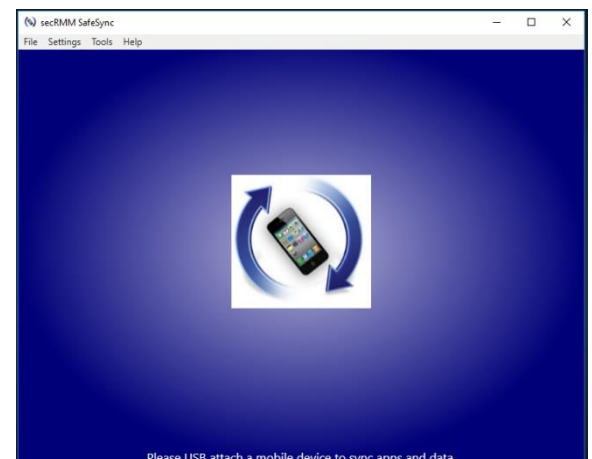 secRMM SafeSync
File Settings Tools Help
Please USB attach a mobile device to sync apps and data